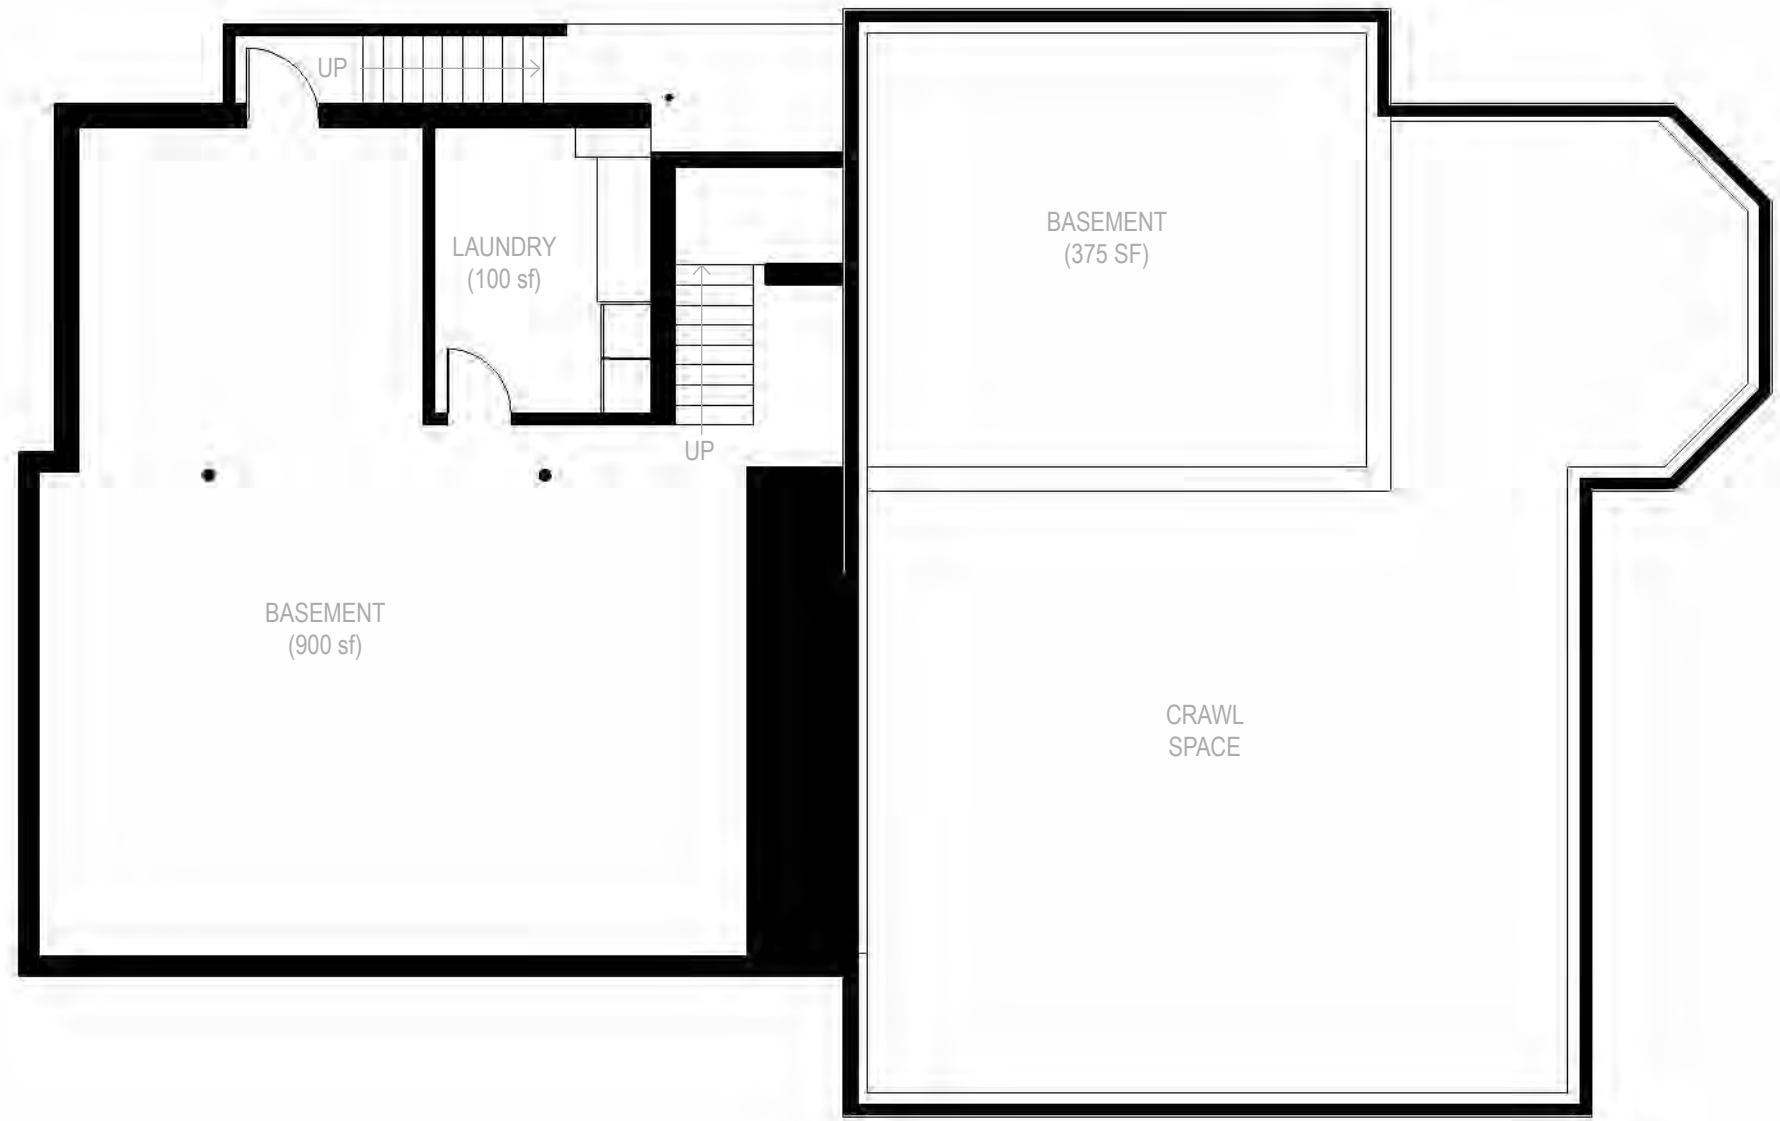 UP
LAUNDRY
(100 sf)
UP
BASEMENT
(375 SF)
BASEMENT
(900 sf)
CRAWL
SPACE